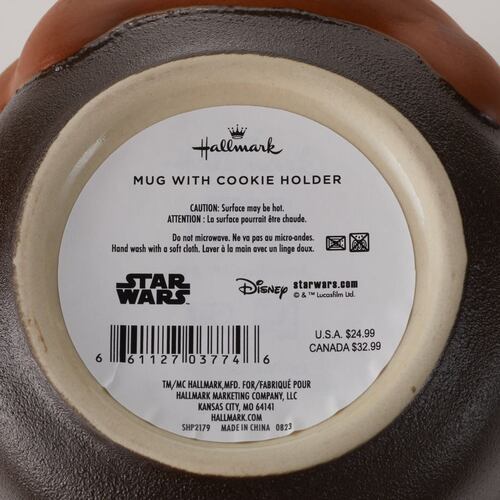 Hallmark
MUG WITH COOKIE HOLDER
CAUTION: Surface may be hot.
ATTENTION : La surface pourrait être chaude.
Do not microwave. Ne va pas au micro-ondes.
Hand wash with a soft cloth. Laver à la main avec un linge doux.
STAR WARS™
Disney
starwars.com
© & ™ Lucasfilm Ltd.
6 61127 03774 6
U.S.A. $24.99
CANADA $32.99
TM/MC HALLMARK,MFD. FOR/FABRIQUÉ POUR
HALLMARK MARKETING COMPANY, LLC
KANSAS CITY, MO 64141
HALLMARK.COM
SHP2179 MADE IN CHINA 0823